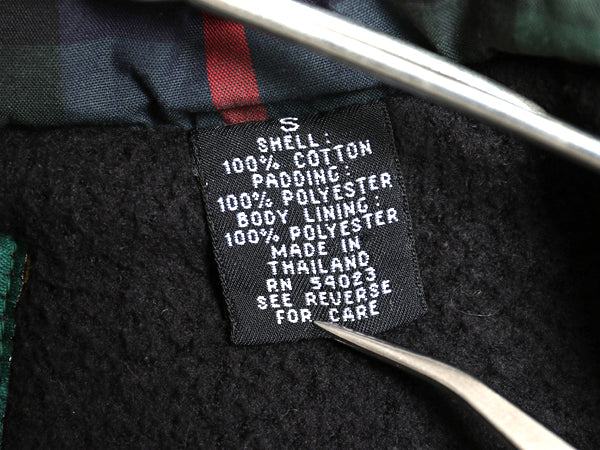 S
SHELL:
100% COTTON
PADDING:
100% POLYESTER
BODY LINING:
100% POLYESTER
MADE IN
THAILAND
RN 54023
SEE REVERSE
FOR CARE